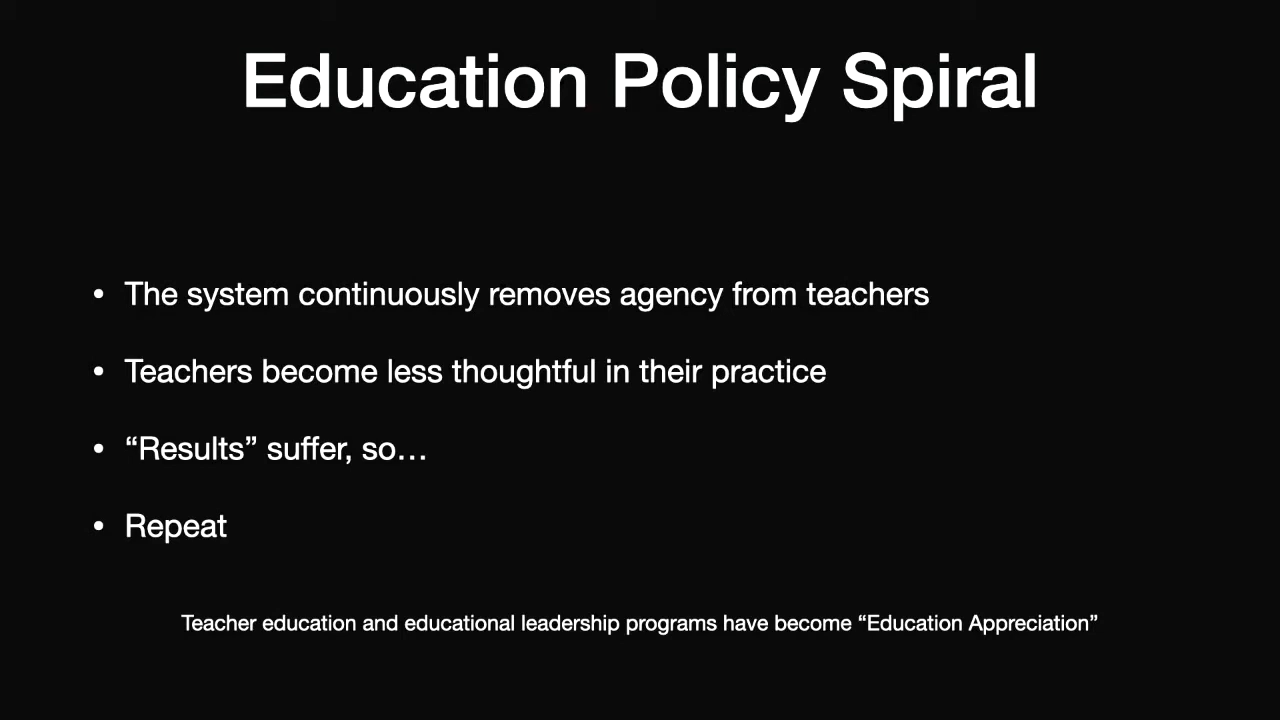 Education Policy Spiral
• The system continuously removes agency from teachers
• Teachers become less thoughtful in their practice
• “Results” suffer, so…
• Repeat
Teacher education and educational leadership programs have become “Education Appreciation”